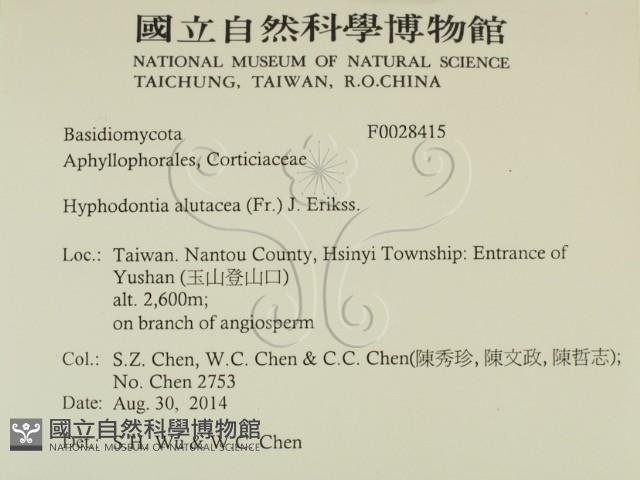 國立自然科學博物館
NATIONAL MUSEUM OF NATURAL SCIENCE
TAICHUNG, TAIWAN, R.O.CHINA
Basidiomycota F0028415
Aphyllophorales, Corticiaceae
Hyphodontia alutacea (Fr.) J. Erikss.
Loc.: Taiwan. Nantou County, Hsinyi Township: Entrance of
Yushan (玉山登山口)
alt. 2,600m;
on branch of angiosperm
Col.: S.Z. Chen, W.C. Chen & C.C. Chen(陳秀珍, 陳文政, 陳哲志);
No. Chen 2753
Date: Aug. 30, 2014
Det.: S.H. Wu & W.C. Chen
國立自然科學博物館
NATIONAL MUSEUM OF NATURAL SCIENCE